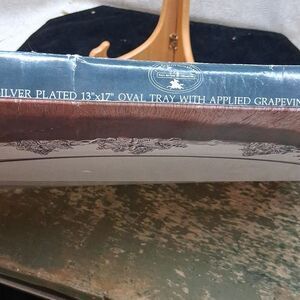 ILVER PLATED 13"x17" OVAL TRAY WITH APPLIED GRAPEVIN